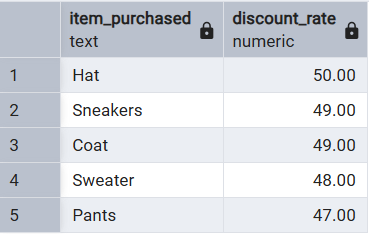 item_purchased discount_rate
text numeric
1 Hat 50.00
2 Sneakers 49.00
3 Coat 49.00
4 Sweater 48.00
5 Pants 47.00